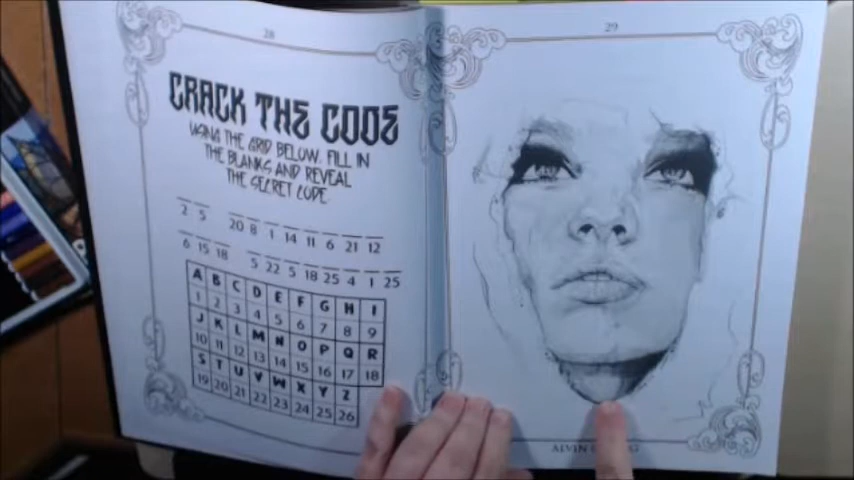 28
CRACK THE CODE
USING THE GRID BELOW, FILL IN
THE BLANKS AND REVEAL
THE SECRET CODE
2 5 20 8 1 14 11 6 21 12
6 15 18 5 22 5 18 25 4 1 25
A B C D E F G H I
1 2 3 4 5 6 7 8 9
J K L M N O P Q R
10 11 12 13 14 15 16 17 18
S T U V W X Y Z
19 20 21 22 23 24 25 26
29
ALVIN